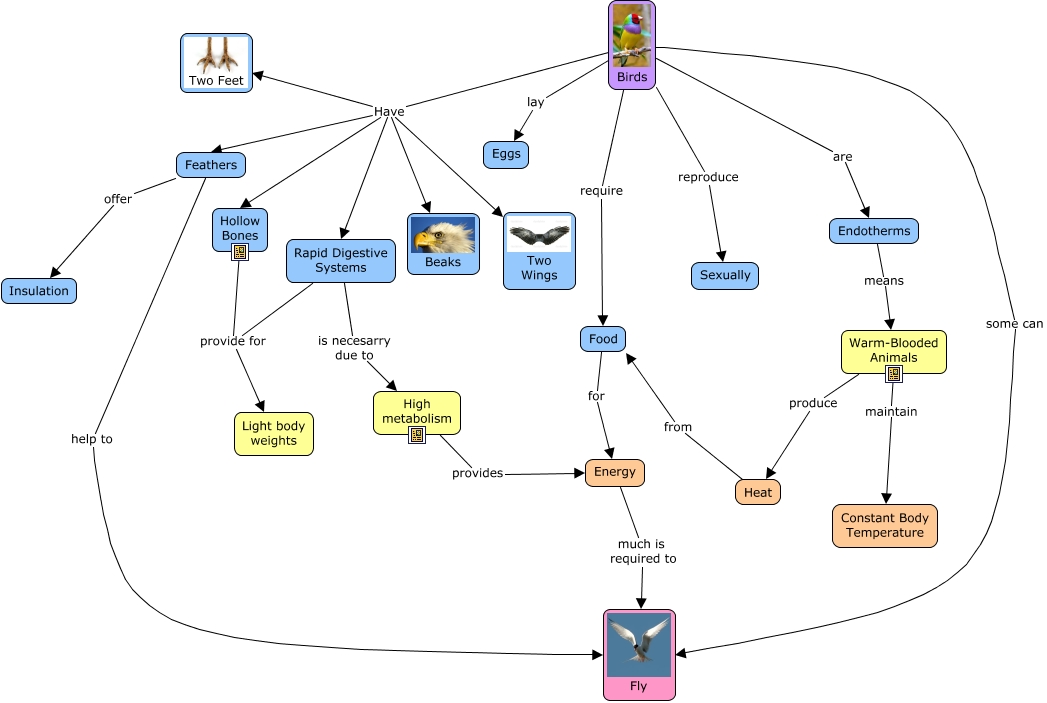 Birds
Two Feet
Have
lay
Eggs
Feathers
offer
Insulation
Hollow
Bones
Rapid Digestive
Systems
Beaks
Two
Wings
require
reproduce
Sexually
are
Endotherms
means
Warm-Blooded
Animals
some can
Food
provide for
is necesarry
due to
Light body
weights
High
metabolism
for
from
produce
maintain
help to
provides
Energy
Heat
Constant Body
Temperature
much is
required to
Fly